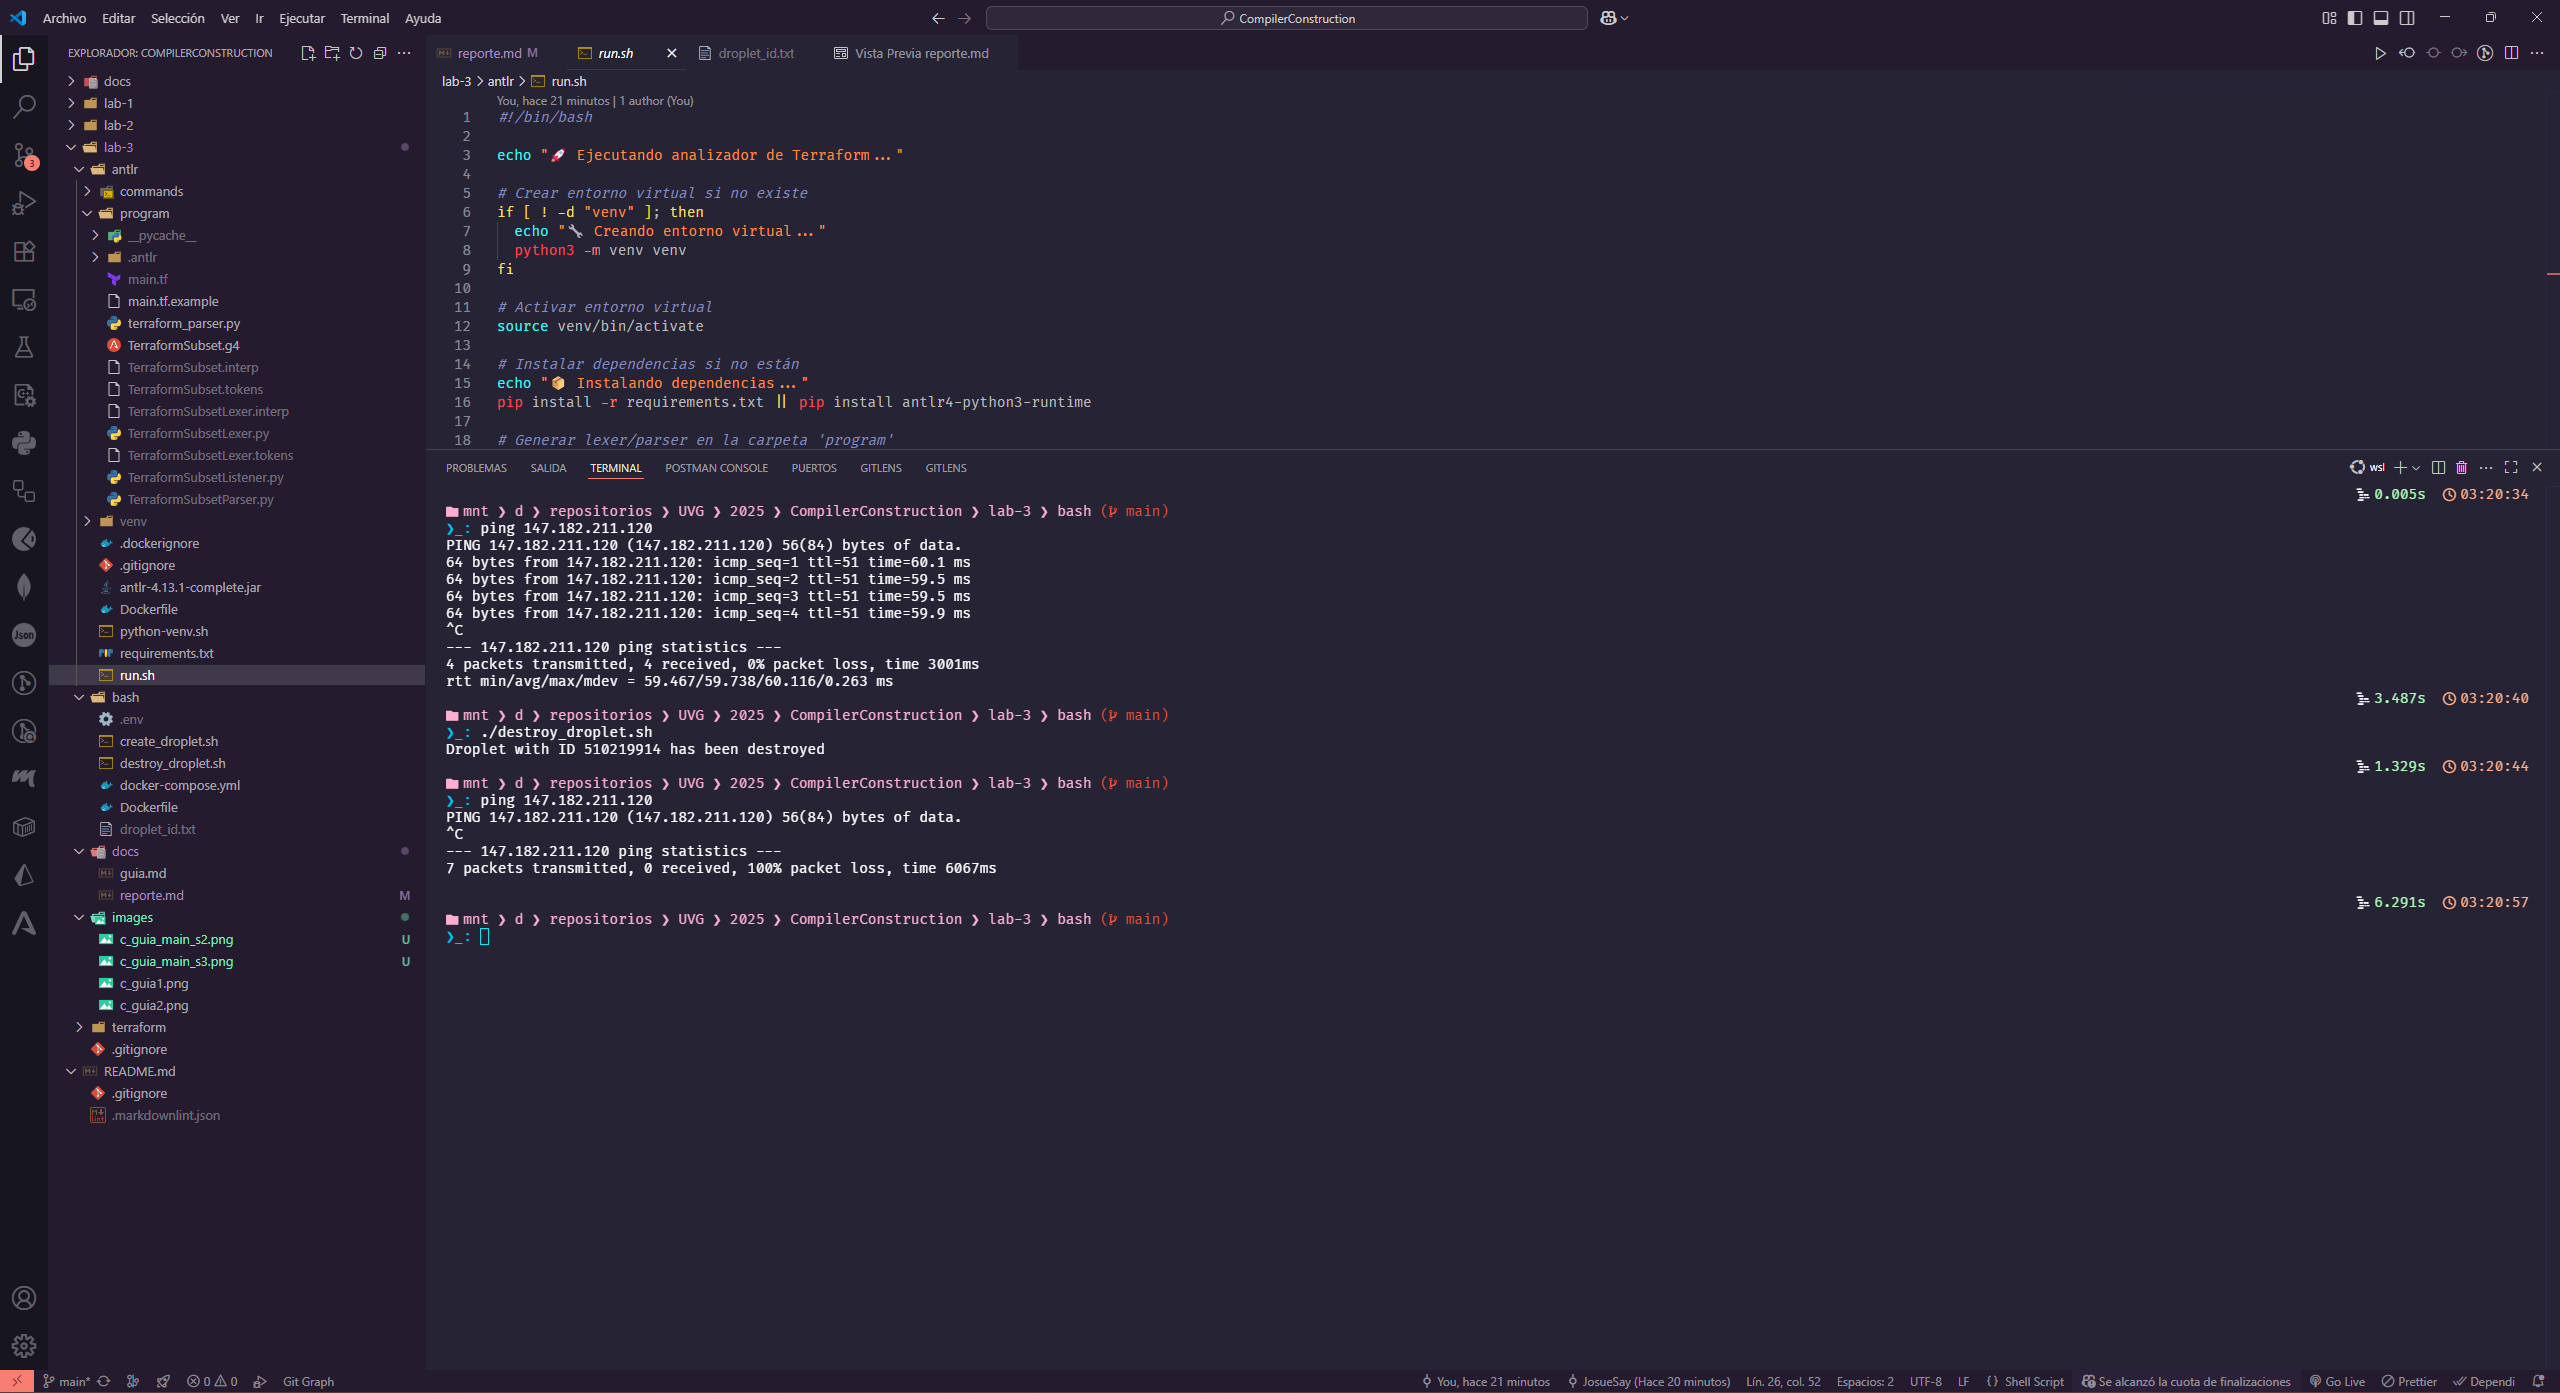 Archivo Editar Selección Ver Ir Ejecutar Terminal Ayuda
CompilerConstruction
EXPLORADOR: COMPILERCONSTRUCTION
docs
lab-1
lab-2
lab-3
antlr
commands
program
__pycache__
.antlr
main.tf
main.tf.example
terraform_parser.py
TerraformSubset.g4
TerraformSubset.interp
TerraformSubset.tokens
TerraformSubsetLexer.interp
TerraformSubsetLexer.py
TerraformSubsetLexer.tokens
TerraformSubsetListener.py
TerraformSubsetParser.py
venv
.dockerignore
.gitignore
antlr-4.13.1-complete.jar
Dockerfile
python-venv.sh
requirements.txt
run.sh
bash
.env
create_droplet.sh
destroy_droplet.sh
docker-compose.yml
Dockerfile
droplet_id.txt
docs
guia.md
reporte.md M
images
c_guia_main_s2.png U
c_guia_main_s3.png U
c_guia1.png
c_guia2.png
terraform
.gitignore
README.md
.gitignore
.markdownlint.json
3
Json
reporte.md M run.sh droplet_id.txt Vista Previa reporte.md
lab-3 > antlr > run.sh
You, hace 21 minutos | 1 author (You)
1 #!/bin/bash
2
3 echo "🚀 Ejecutando analizador de Terraform..."
4
5 # Crear entorno virtual si no existe
6 if [ ! -d "venv" ]; then
7 echo "🔧 Creando entorno virtual..."
8 python3 -m venv venv
9 fi
10
11 # Activar entorno virtual
12 source venv/bin/activate
13
14 # Instalar dependencias si no están
15 echo "📦 Instalando dependencias..."
16 pip install -r requirements.txt || pip install antlr4-python3-runtime
17
18 # Generar lexer/parser en la carpeta 'program'
PROBLEMAS SALIDA TERMINAL POSTMAN CONSOLE PUERTOS GITLENS GITLENS
wsl
0.005s 03:20:34
mnt ❯ d ❯ repositorios ❯ UVG ❯ 2025 ❯ CompilerConstruction ❯ lab-3 ❯ bash ( main)
❯_: ping 147.182.211.120
PING 147.182.211.120 (147.182.211.120) 56(84) bytes of data.
64 bytes from 147.182.211.120: icmp_seq=1 ttl=51 time=60.1 ms
64 bytes from 147.182.211.120: icmp_seq=2 ttl=51 time=59.5 ms
64 bytes from 147.182.211.120: icmp_seq=3 ttl=51 time=59.5 ms
64 bytes from 147.182.211.120: icmp_seq=4 ttl=51 time=59.9 ms
^C
--- 147.182.211.120 ping statistics ---
4 packets transmitted, 4 received, 0% packet loss, time 3001ms
rtt min/avg/max/mdev = 59.467/59.738/60.116/0.263 ms
3.487s 03:20:40
mnt ❯ d ❯ repositorios ❯ UVG ❯ 2025 ❯ CompilerConstruction ❯ lab-3 ❯ bash ( main)
❯_: ./destroy_droplet.sh
Droplet with ID 510219914 has been destroyed
1.329s 03:20:44
mnt ❯ d ❯ repositorios ❯ UVG ❯ 2025 ❯ CompilerConstruction ❯ lab-3 ❯ bash ( main)
❯_: ping 147.182.211.120
PING 147.182.211.120 (147.182.211.120) 56(84) bytes of data.
^C
--- 147.182.211.120 ping statistics ---
7 packets transmitted, 0 received, 100% packet loss, time 6067ms
6.291s 03:20:57
mnt ❯ d ❯ repositorios ❯ UVG ❯ 2025 ❯ CompilerConstruction ❯ lab-3 ❯ bash ( main)
❯_:
main* 0 0 Git Graph You, hace 21 minutos JosueSay (Hace 20 minutos) Lín. 26, col. 52 Espacios: 2 UTF-8 LF {} Shell Script Se alcanzó la cuota de finalizaciones Go Live Prettier Dependi